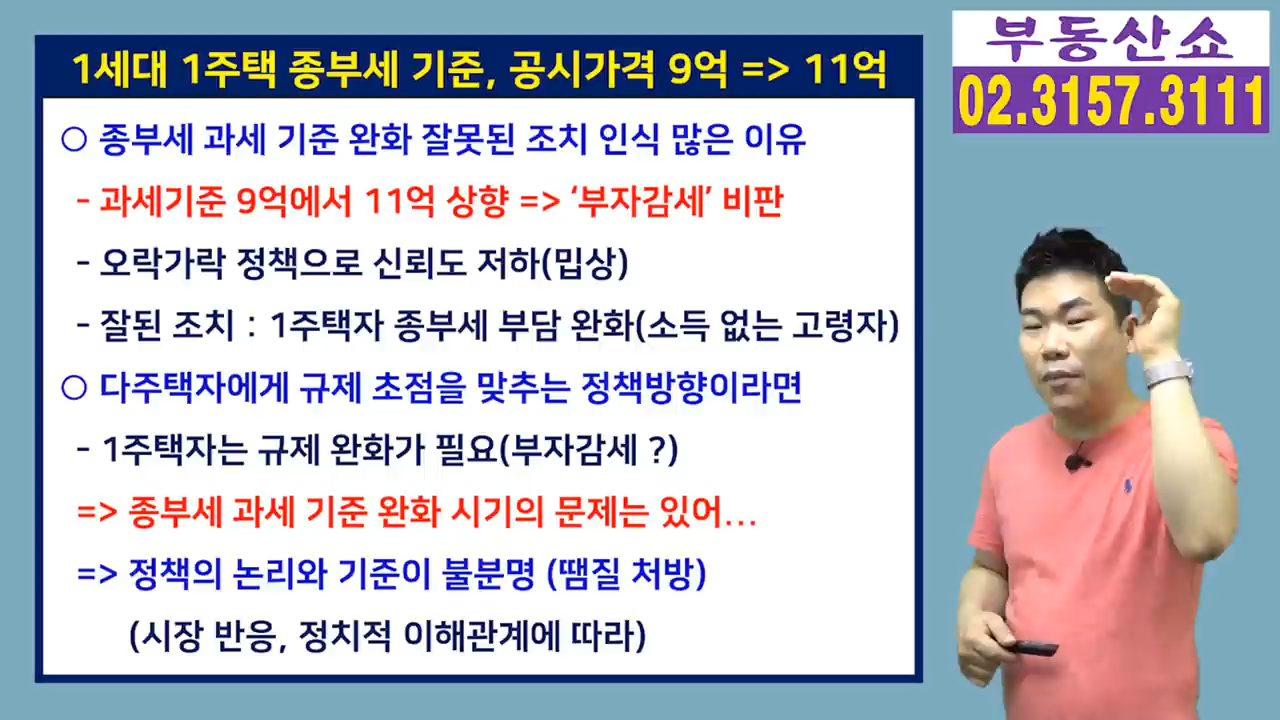 1세대 1주택 종부세 기준, 공시가격 9억 => 11억
○ 종부세 과세 기준 완화 잘못된 조치 인식 많은 이유
- 과세기준 9억에서 11억 상향 => ‘부자감세’ 비판
- 오락가락 정책으로 신뢰도 저하(밉상)
- 잘된 조치 : 1주택자 종부세 부담 완화(소득 없는 고령자)
○ 다주택자에게 규제 초점을 맞추는 정책방향이라면
- 1주택자는 규제 완화가 필요(부자감세 ?)
=> 종부세 과세 기준 완화 시기의 문제는 있어...
=> 정책의 논리와 기준이 불분명 (땜질 처방)
(시장 반응, 정치적 이해관계에 따라)
부동산쇼
02.3157.3111